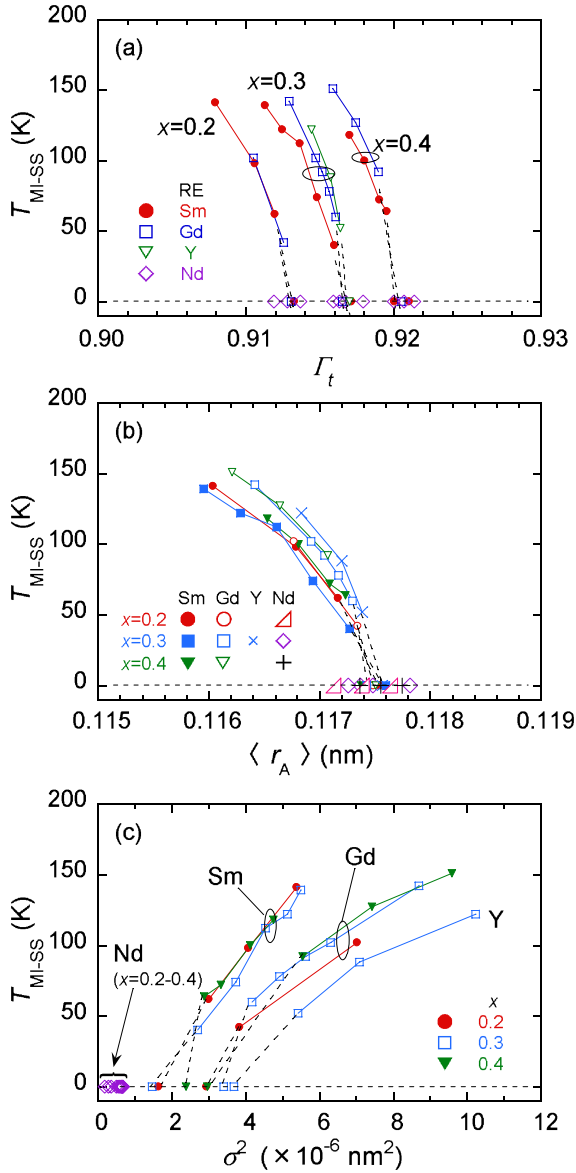 (a)
200
150
100
50
0
T_MI-SS (K)
x=0.2
x=0.3
x=0.4
RE
Sm
Gd
Y
Nd
0.90 0.91 0.92 0.93
Γ_t
(b)
200
150
100
50
0
T_MI-SS (K)
Sm Gd Y Nd
x=0.2
x=0.3
x=0.4
0.115 0.116 0.117 0.118 0.119
〈 r_A 〉 (nm)
(c)
200
150
100
50
0
T_MI-SS (K)
Sm
Gd
Y
Nd
(x=0.2-0.4)
x
0.2
0.3
0.4
0 2 4 6 8 10 12
σ² (×10⁻⁶ nm²)